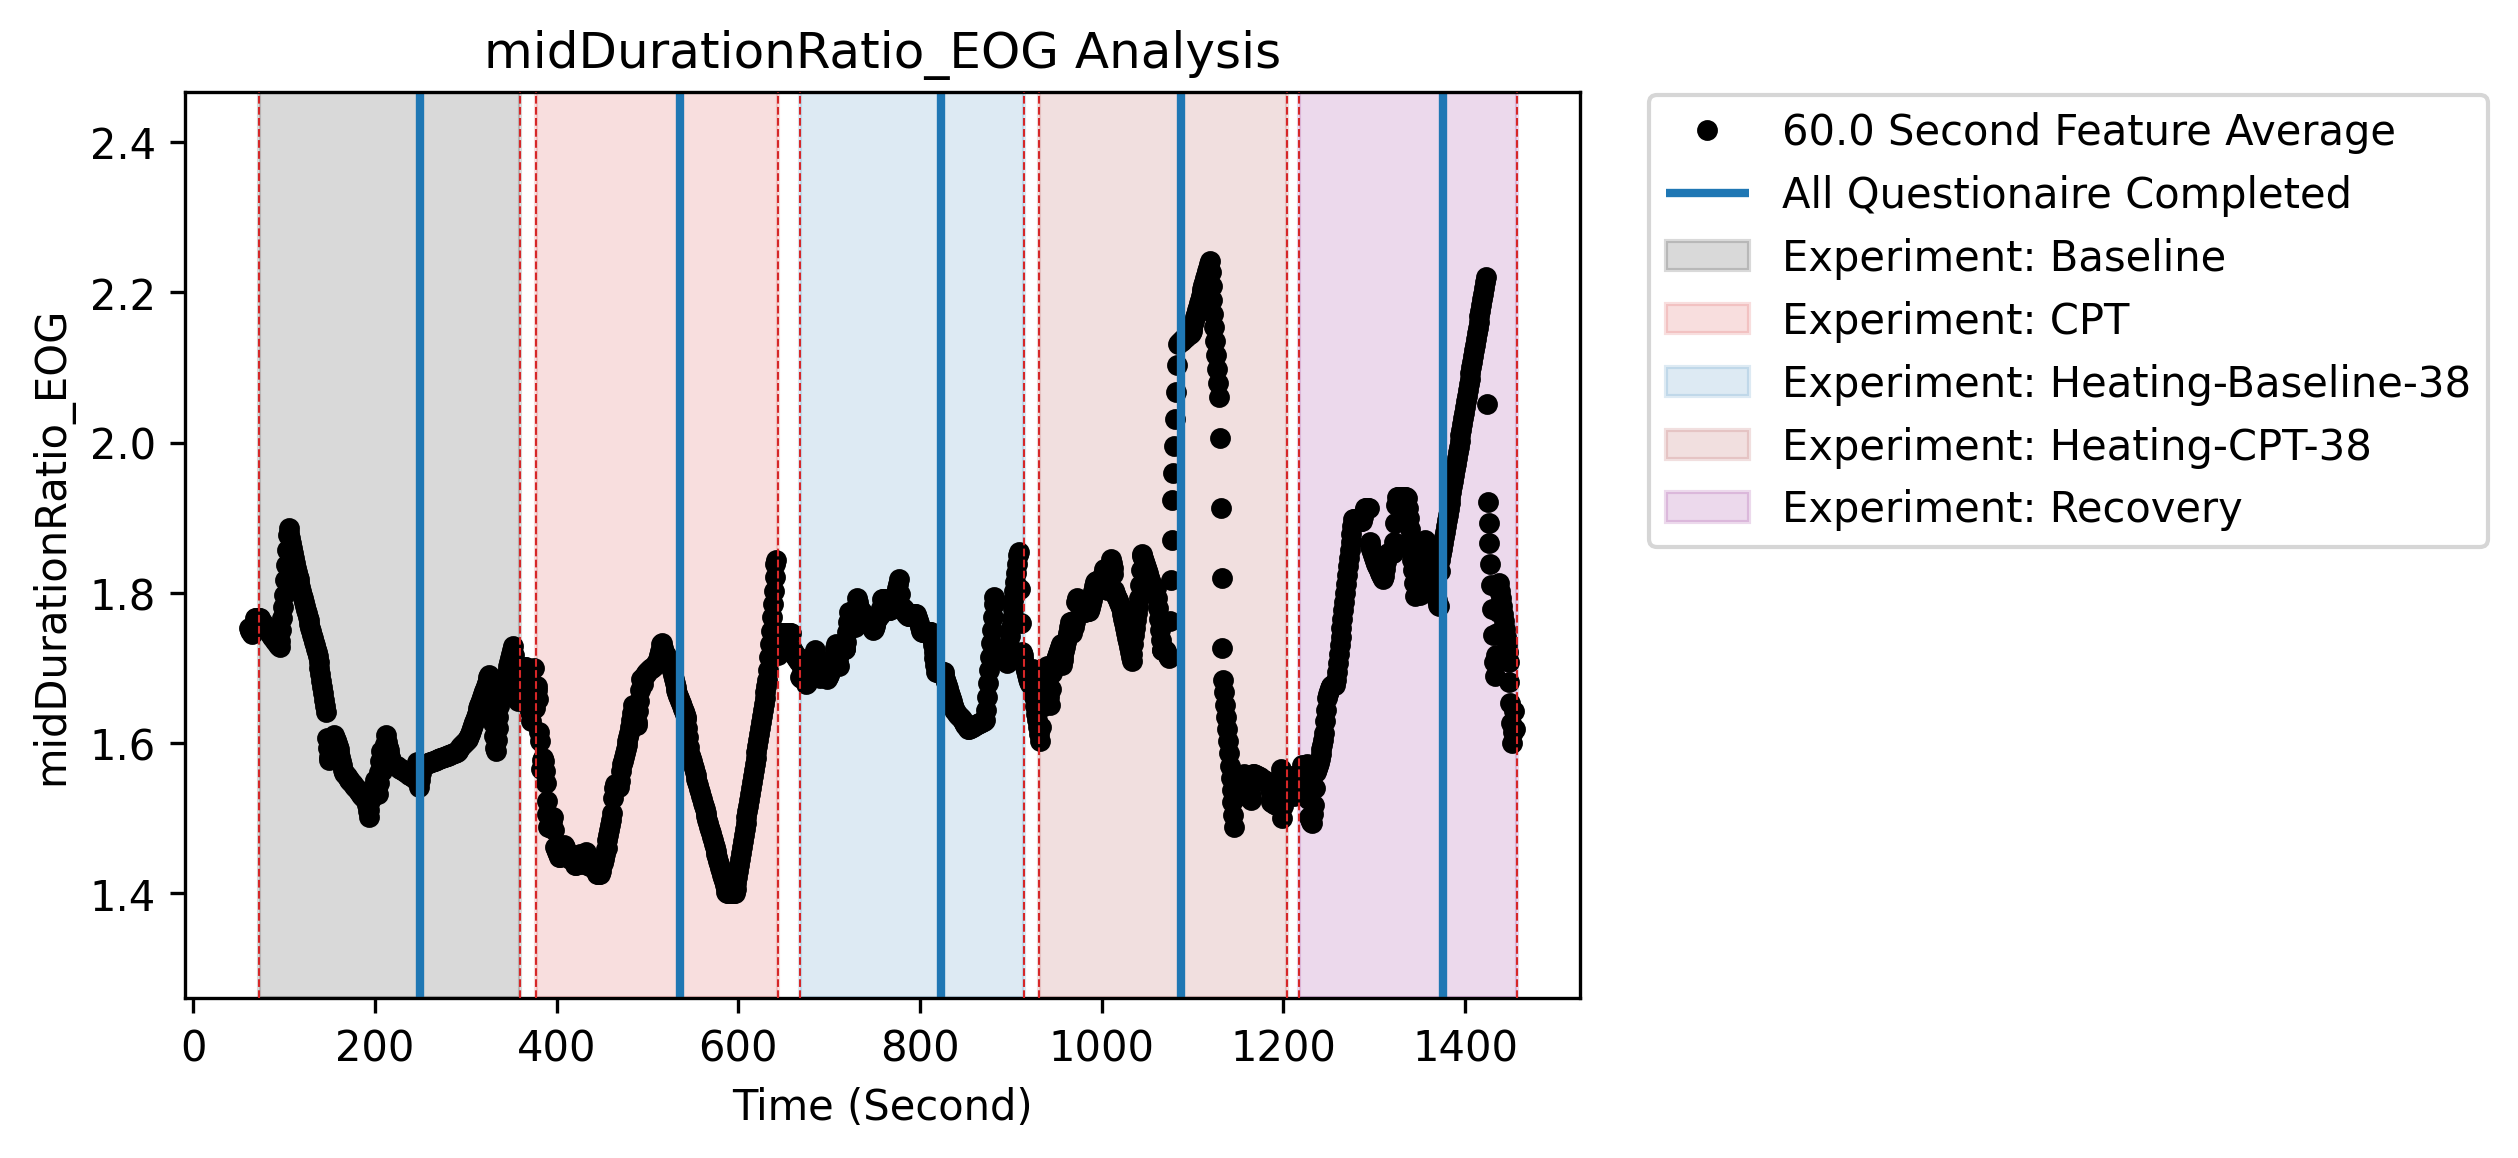 midDurationRatio_EOG Analysis
midDurationRatio_EOG
2.4
2.2
2.0
1.8
1.6
1.4
0
200
400
600
800
1000
1200
1400
Time (Second)
60.0 Second Feature Average
All Questionaire Completed
Experiment: Baseline
Experiment: CPT
Experiment: Heating-Baseline-38
Experiment: Heating-CPT-38
Experiment: Recovery